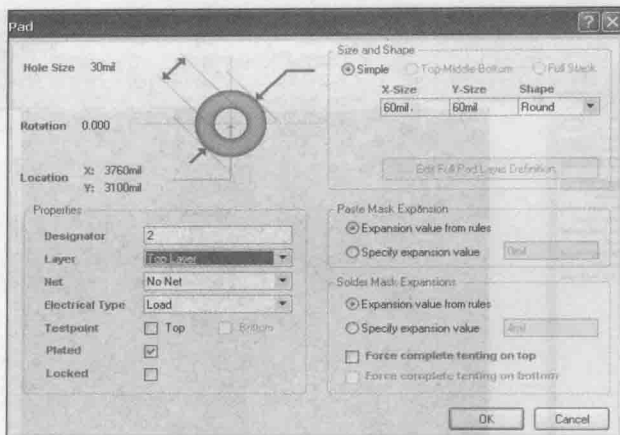 Pad
Hole Size 30mil
Rotation 0.000
Location X: 3760mil
Y: 3100mil
Size and Shape
Simple Top-Middle-Bottom Full Stack
X-Size Y-Size Shape
60mil 60mil Round
Edit Full Pad Layer Definition
Properties
Designator 2
Layer Top Layer
Net No Net
Electrical Type Load
Testpoint Top Bottom
Plated
Locked
Paste Mask Expansion
Expansion value from rules
Specify expansion value 0mil
Solder Mask Expansions
Expansion value from rules
Specify expansion value 4mil
Force complete tenting on top
Force complete tenting on bottom
OK Cancel